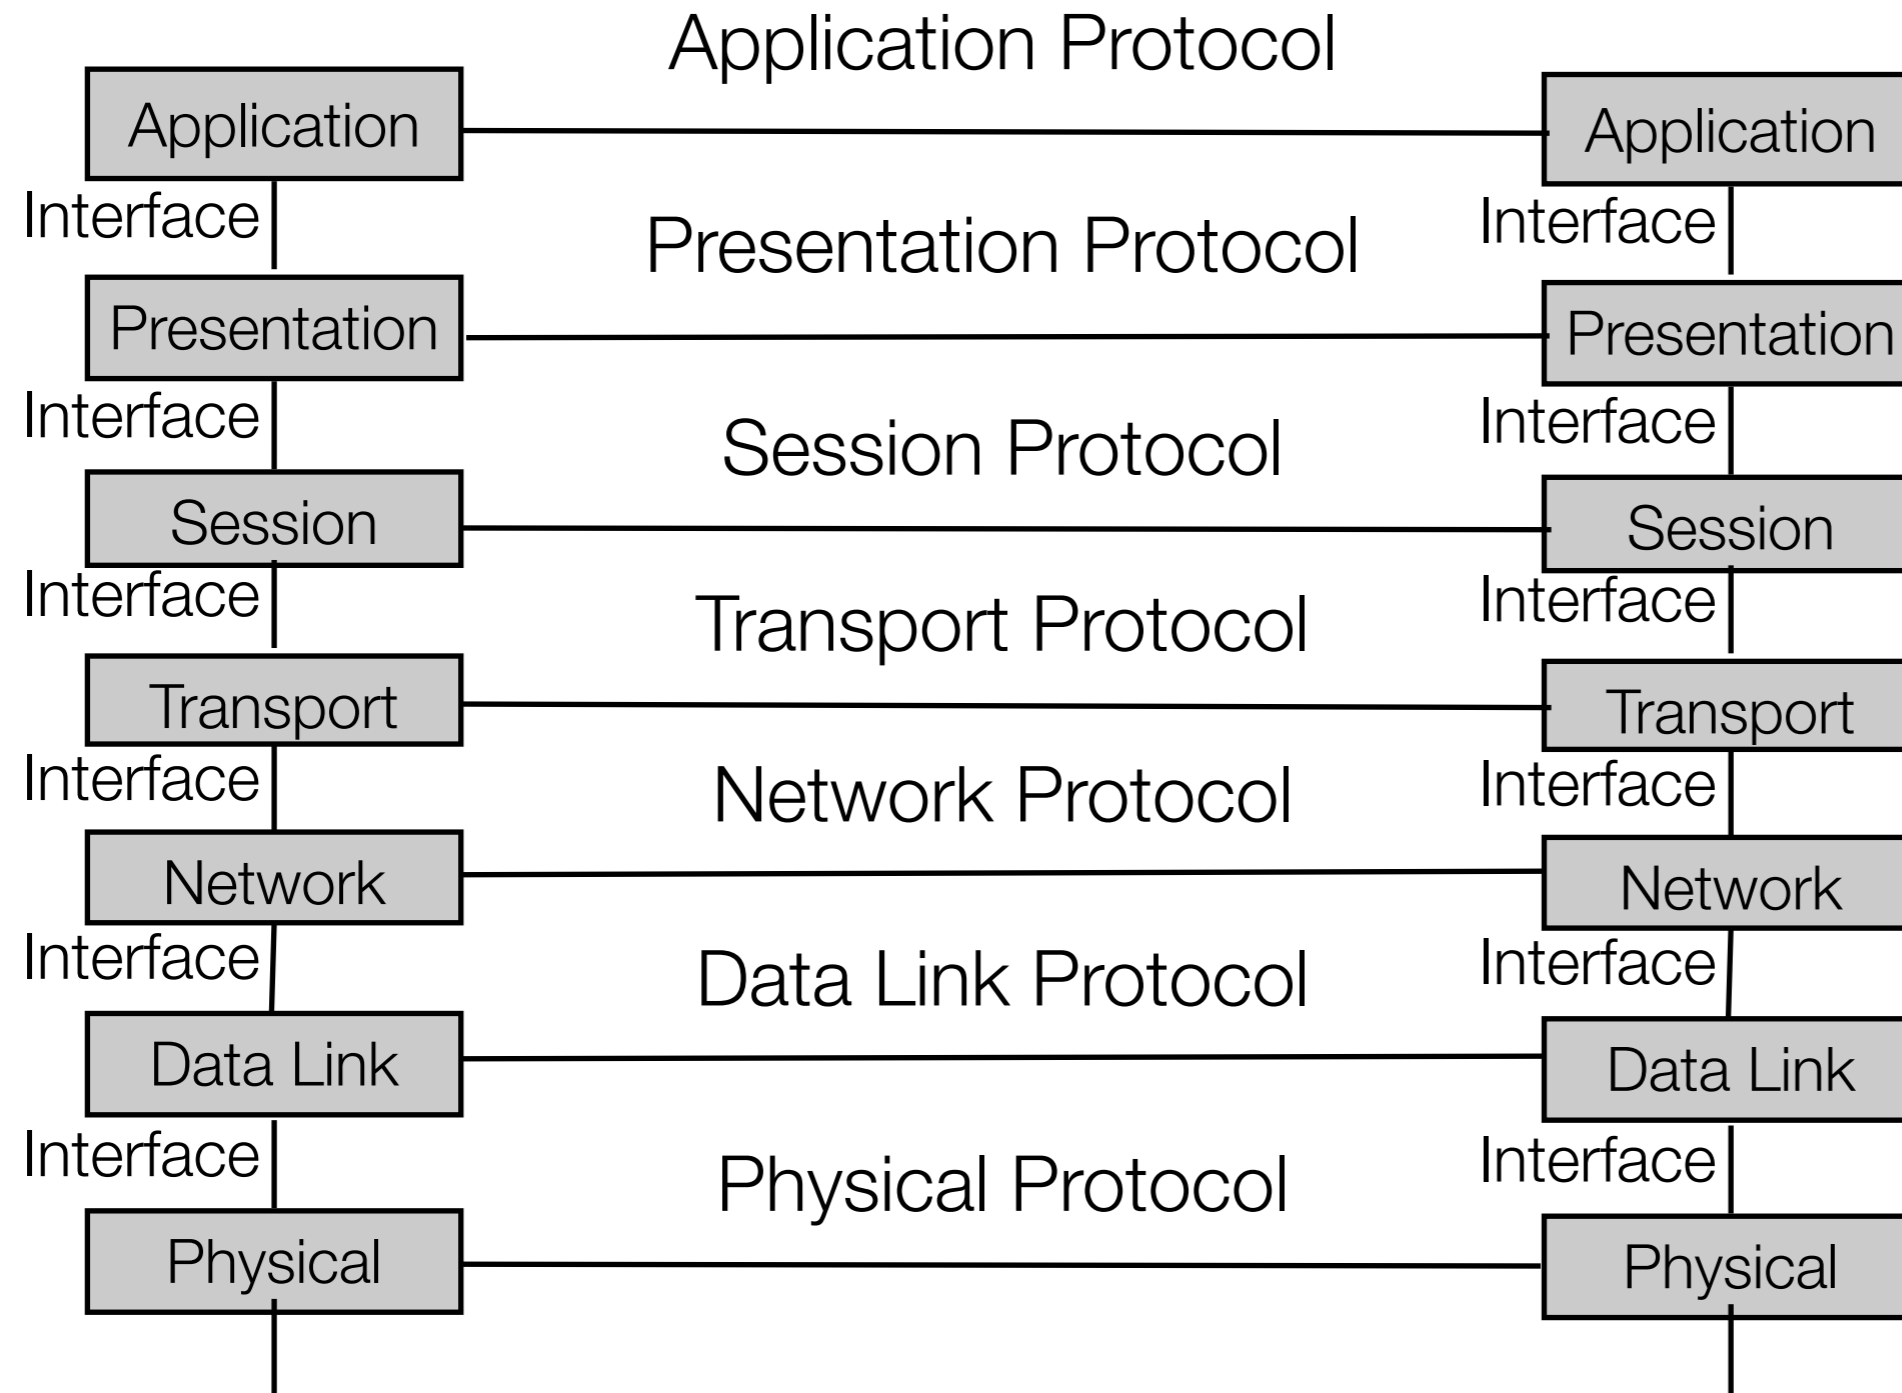 Application Protocol
Application
Application
Interface
Interface
Presentation Protocol
Presentation
Presentation
Interface
Interface
Session Protocol
Session
Session
Interface
Interface
Transport Protocol
Transport
Transport
Interface
Interface
Network Protocol
Network
Network
Interface
Interface
Data Link Protocol
Data Link
Data Link
Interface
Interface
Physical Protocol
Physical
Physical